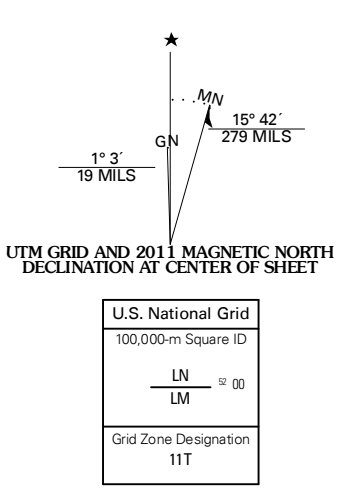 MN
GN
15° 42´
279 MILS
1° 3´
19 MILS
UTM GRID AND 2011 MAGNETIC NORTH
DECLINATION AT CENTER OF SHEET
U.S. National Grid
100,000-m Square ID
LN
52 00
LM
Grid Zone Designation
11T